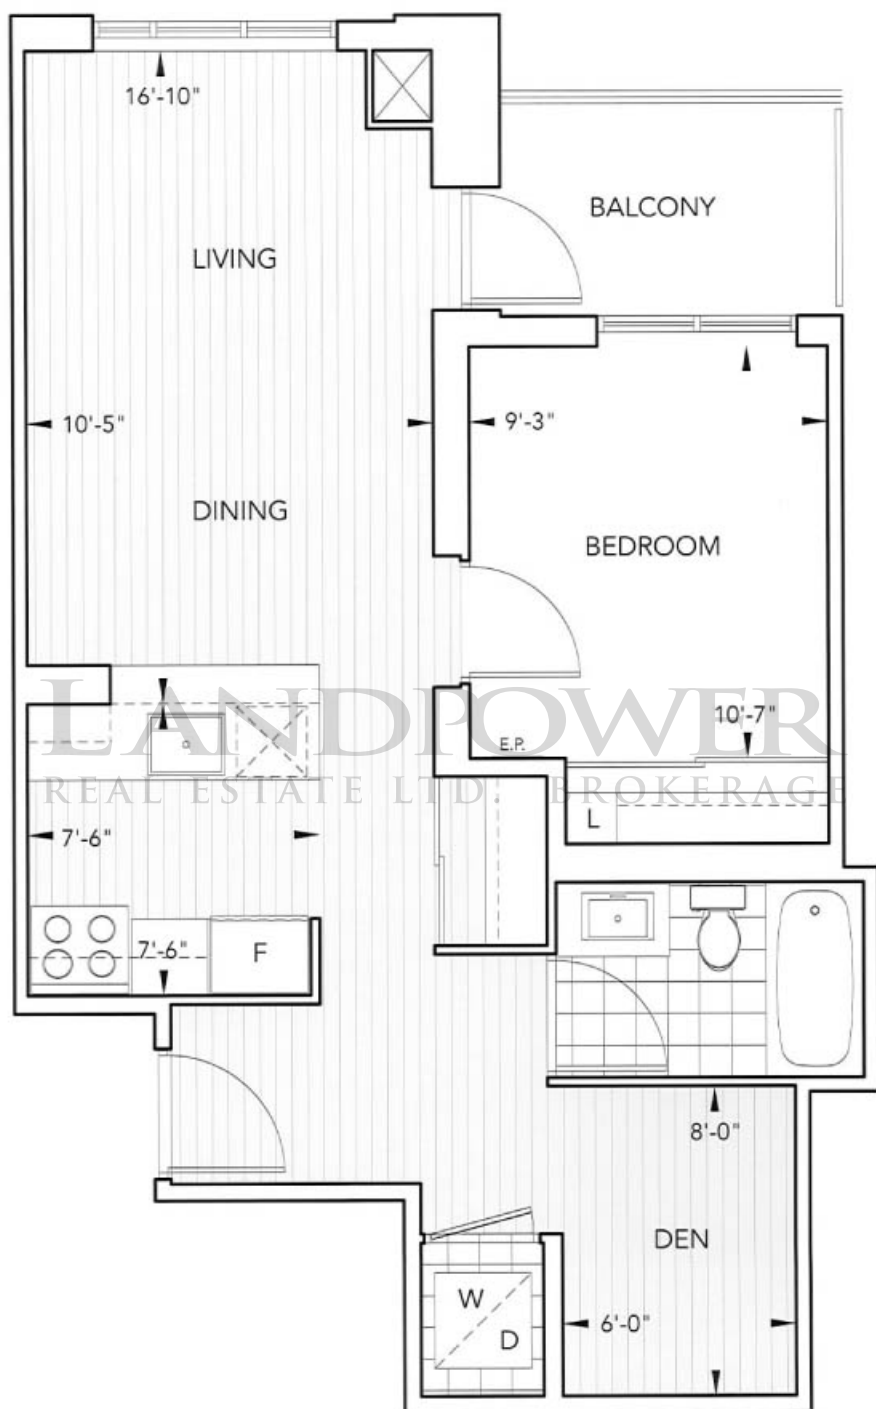 16'-10"
BALCONY
LIVING
10'-5"
9'-3"
DINING
BEDROOM
LANDPOWER
10'-7"
E.P.
REAL ESTATE LTD BROKERAGE
L
7'-6"
7'-6"
F
8'-0"
DEN
W
6'-0"
D